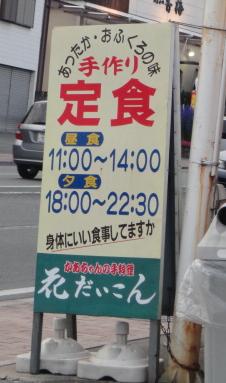 あったか・おふくろの味
手作り
定食
昼食
11:00～14:00
夕食
18:00～22:30
身体にいい食事してますか
かあちゃんの手料理
花だいこん